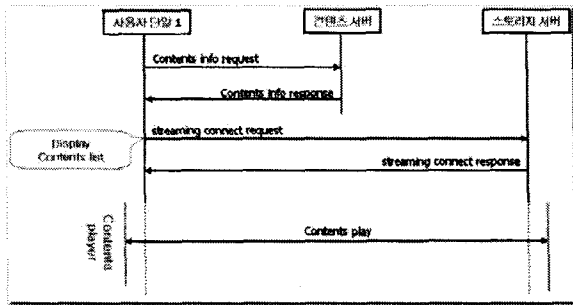 사용자 단말 1
컨텐츠 서버
스토리지 서버
Contents info request
Contents info response
streaming connect request
Display
Contents list
streaming connect response
Contents
player
Contents play